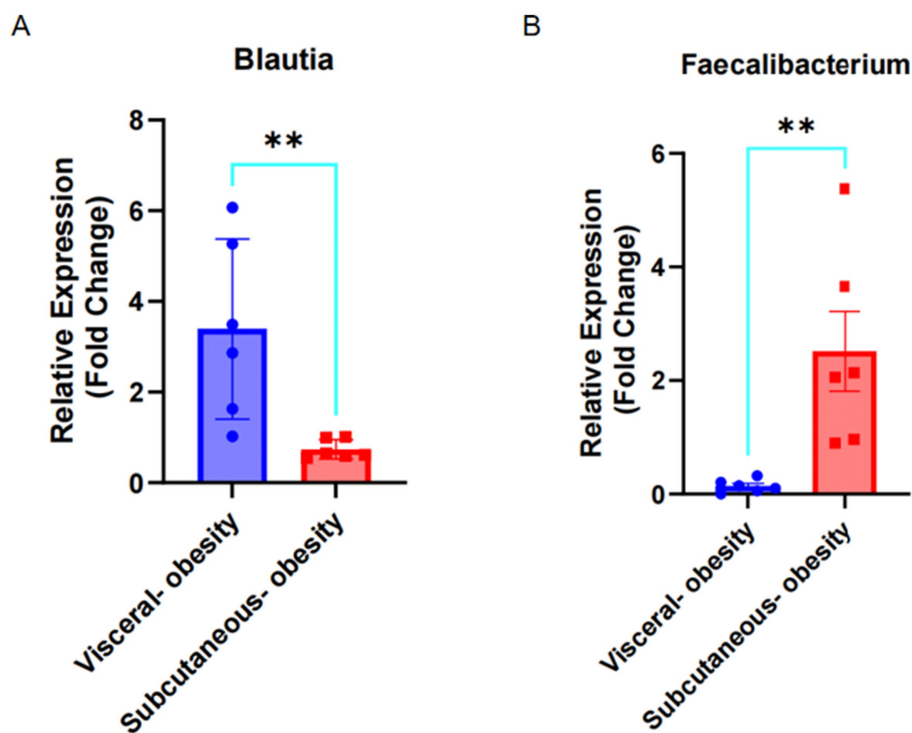 A
Blautia
**
Relative Expression
(Fold Change)
8
6
4
2
0
Visceral- obesity
Subcutaneous- obesity
B
Faecalibacterium
**
Relative Expression
(Fold Change)
6
4
2
0
Visceral- obesity
Subcutaneous- obesity